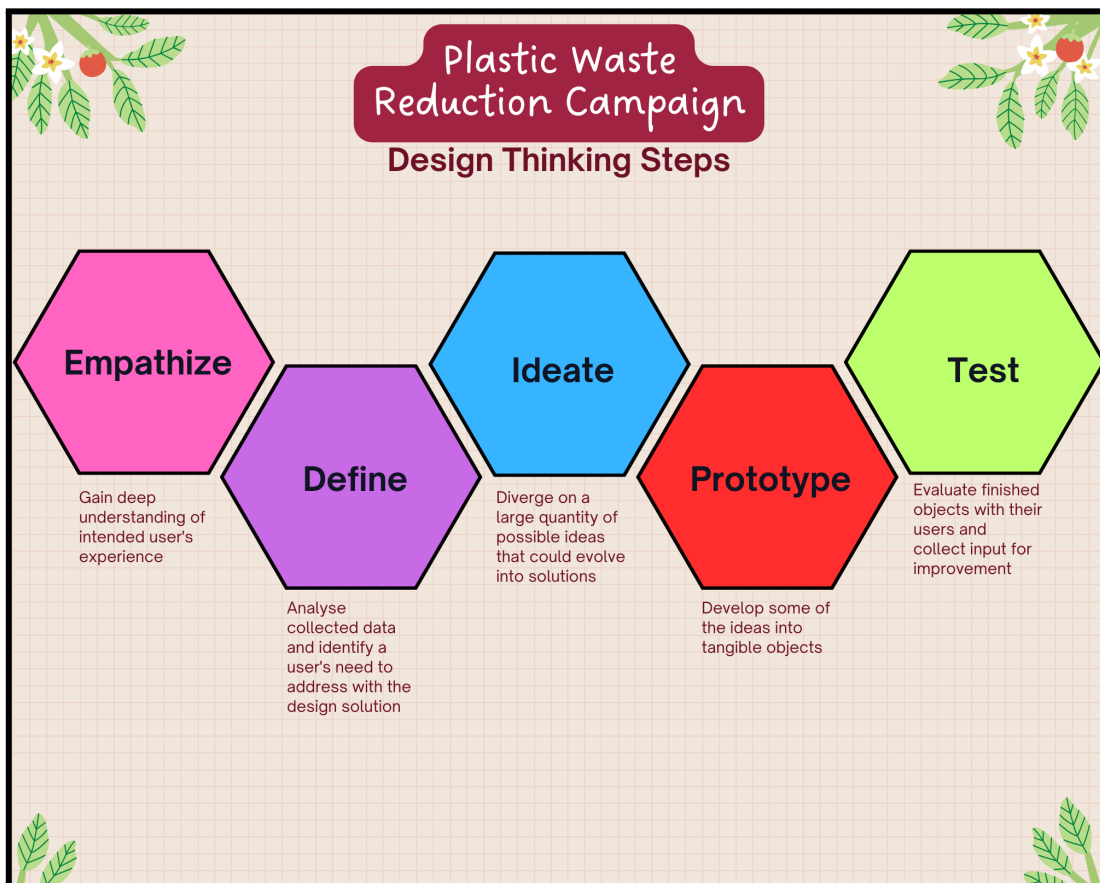 Plastic Waste
Reduction Campaign
Design Thinking Steps
Empathize
Gain deep
understanding of
intended user's
experience
Define
Analyse
collected data
and identify a
user's need to
address with the
design solution
Ideate
Diverge on a
large quantity of
possible ideas
that could evolve
into solutions
Prototype
Develop some of
the ideas into
tangible objects
Test
Evaluate finished
objects with their
users and
collect input for
improvement